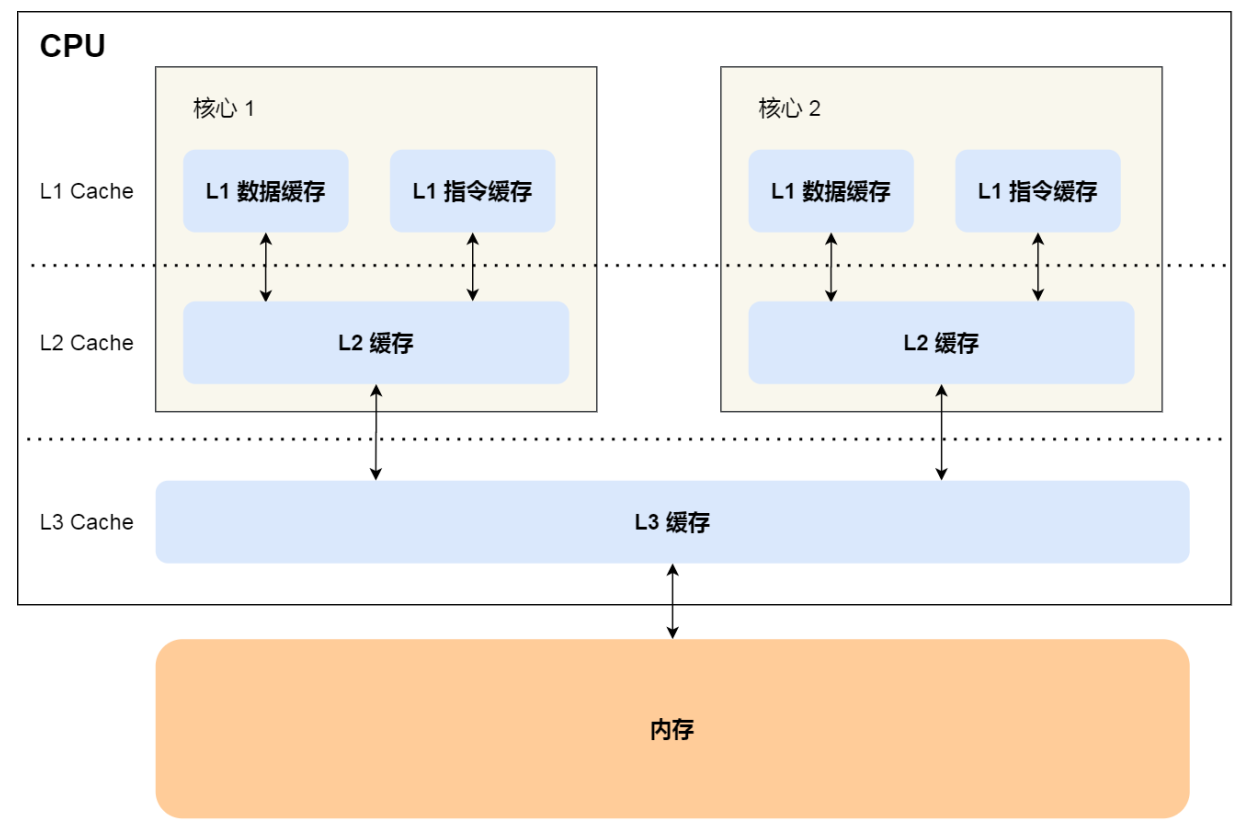 CPU
核心 1
核心 2
L1 Cache
L1 数据缓存
L1 指令缓存
L1 数据缓存
L1 指令缓存
L2 Cache
L2 缓存
L2 缓存
L3 Cache
L3 缓存
内存